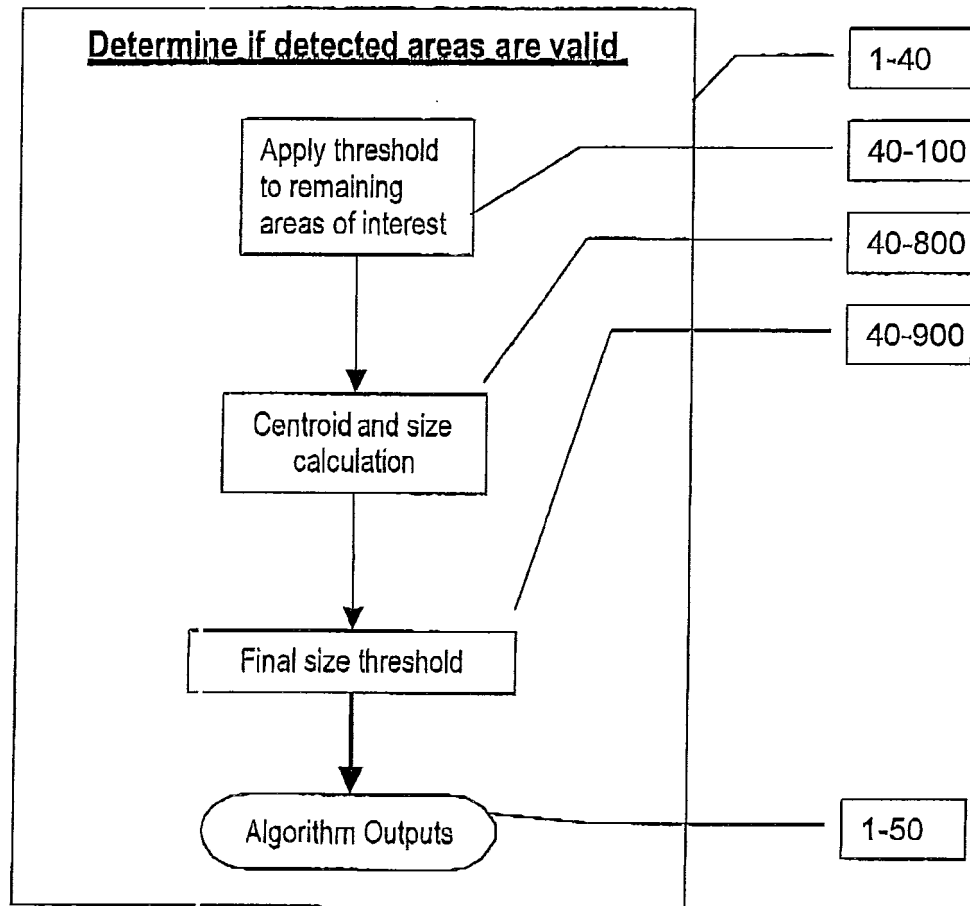 Determine if detected areas are valid
1-40
Apply threshold
to remaining
areas of interest
40-100
40-800
40-900
Centroid and size
calculation
Final size threshold
Algorithm Outputs
1-50